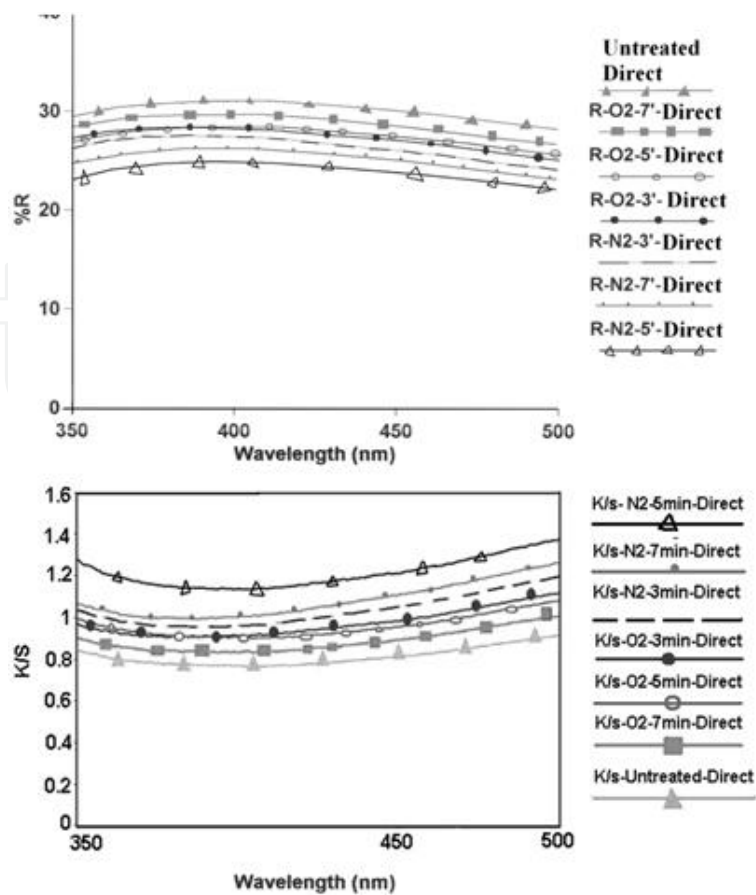 Untreated
Direct
R-O2-7'-Direct
R-O2-5'-Direct
R-O2-3'-Direct
R-N2-3'-Direct
R-N2-7'-Direct
R-N2-5'-Direct
30
20
10
0
%R
350 400 450 500
Wavelength (nm)
1.6
1.4
1.2
1
0.8
0.6
0.4
0.2
0
K/S
350 400 450 500
Wavelength (nm)
K/s- N2-5min-Direct
K/s-N2-7min-Direct
K/s-N2-3min-Direct
K/s-O2-3min-Direct
K/s-O2-5min-Direct
K/s-O2-7min-Direct
K/s-Untreated-Direct